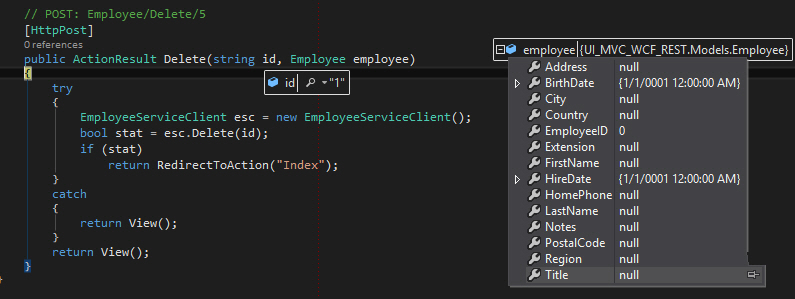 // POST: Employee/Delete/5
[HttpPost]
0 references
public ActionResult Delete(string id, Employee employee)
{
id "1"
try
{
EmployeeServiceClient esc = new EmployeeServiceClient();
bool stat = esc.Delete(id);
if (stat)
return RedirectToAction("Index");
}
catch
{
return View();
}
return View();
}
}
employee {UI_MVC_WCF_REST.Models.Employee}
Address null
BirthDate {1/1/0001 12:00:00 AM}
City null
Country null
EmployeeID 0
Extension null
FirstName null
HireDate {1/1/0001 12:00:00 AM}
HomePhone null
LastName null
Notes null
PostalCode null
Region null
Title null